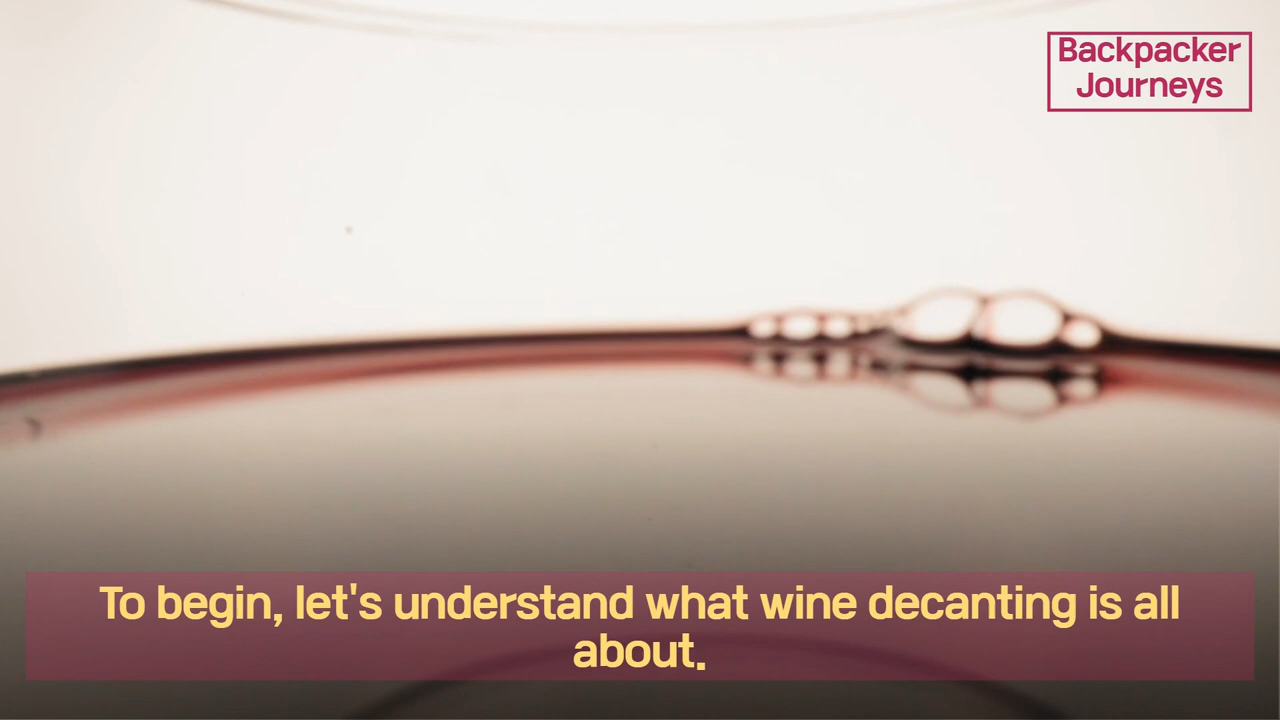 Backpacker
Journeys
To begin, let's understand what wine decanting is all
about.